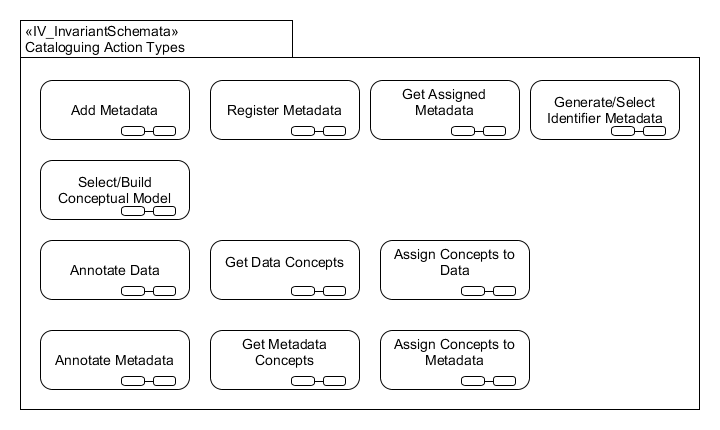 «IV_InvariantSchemata»
Cataloguing Action Types
Add Metadata
Register Metadata
Get Assigned
Metadata
Generate/Select
Identifier Metadata
Select/Build
Conceptual Model
Annotate Data
Get Data Concepts
Assign Concepts to
Data
Annotate Metadata
Get Metadata
Concepts
Assign Concepts to
Metadata